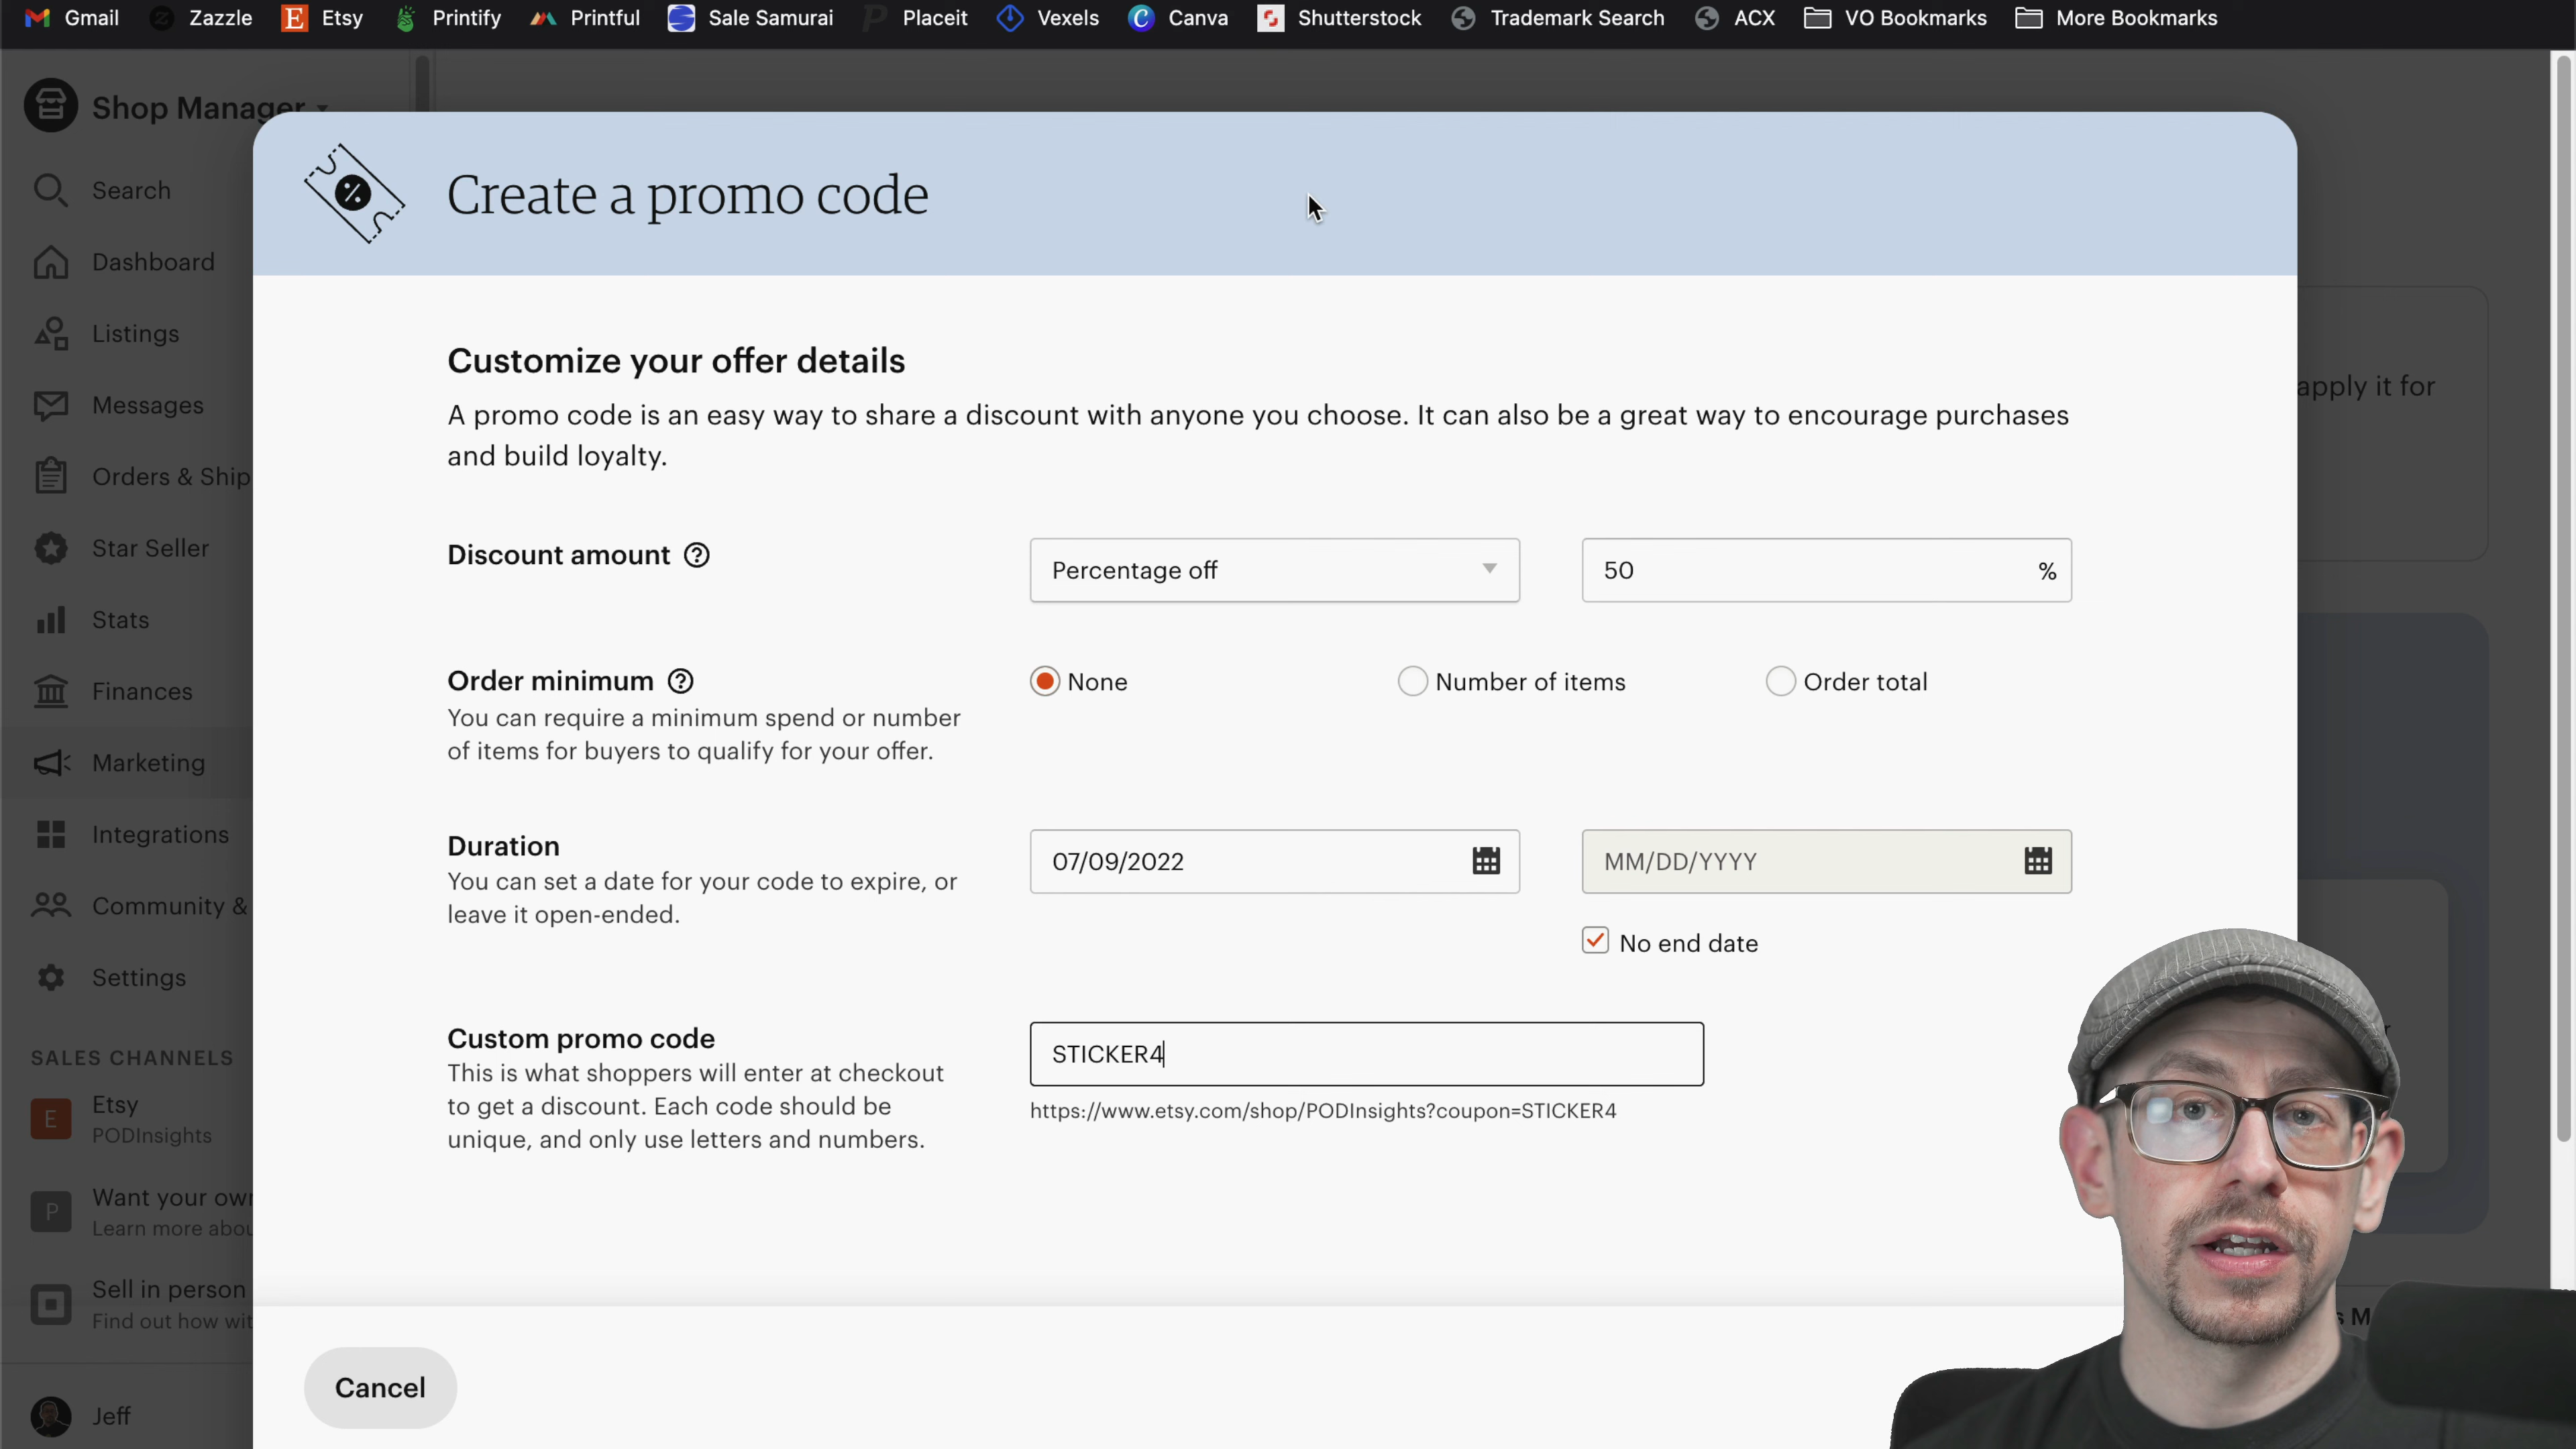 Gmail Zazzle Etsy Printify Printful Sale Samurai Placeit Vexels Canva Shutterstock Trademark Search ACX VO Bookmarks More Bookmarks
Shop Manager
Search
Dashboard
Listings
Messages
Orders & Ship
Star Seller
Stats
Finances
Marketing
Integrations
Community &
Settings
SALES CHANNELS
E
Etsy
PODInsights
P
Want your own
Learn more abou
Sell in person
Find out how wit
Jeff
Create a promo code
Customize your offer details
A promo code is an easy way to share a discount with anyone you choose. It can also be a great way to encourage purchases
and build loyalty.
Discount amount ?
Percentage off
50 %
Order minimum ?
You can require a minimum spend or number
of items for buyers to qualify for your offer.
None
Number of items
Order total
Duration
You can set a date for your code to expire, or
leave it open-ended.
07/09/2022
MM/DD/YYYY
No end date
Custom promo code
This is what shoppers will enter at checkout
to get a discount. Each code should be
unique, and only use letters and numbers.
STICKER4
https://www.etsy.com/shop/PODInsights?coupon=STICKER4
Cancel
apply it for